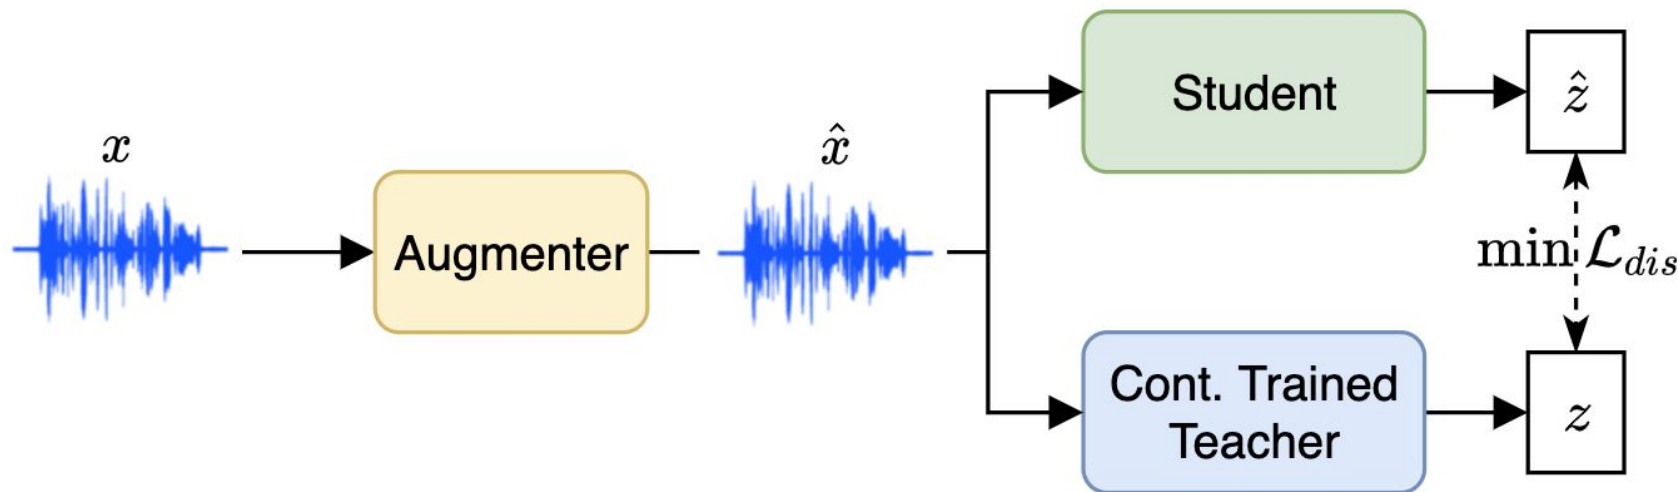 x
Augmenter
x̂
Student
ẑ
min ℒ_dis
Cont. Trained
Teacher
z